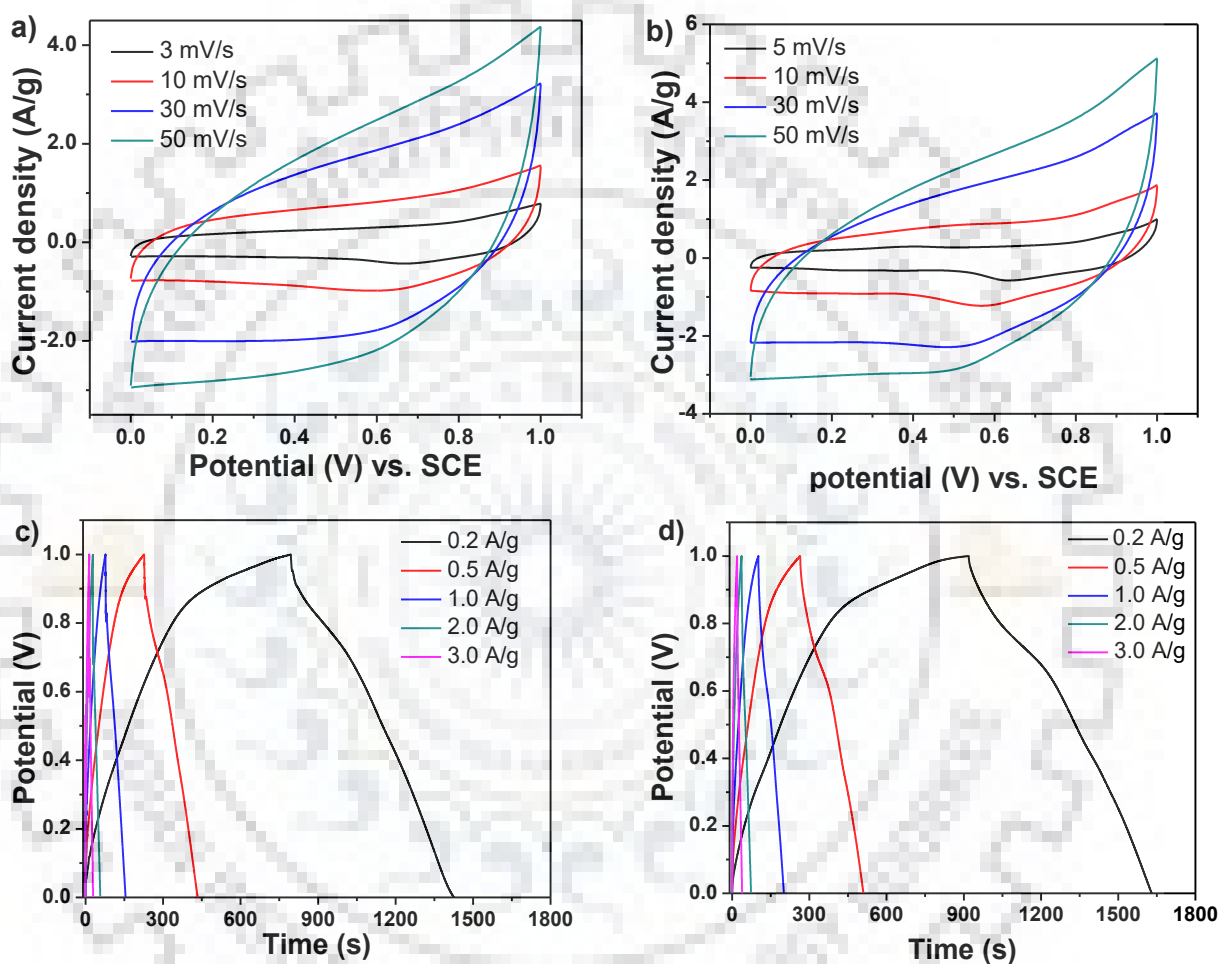 a)
3 mV/s
10 mV/s
30 mV/s
50 mV/s
Current density (A/g)
4.0
2.0
0.0
-2.0
0.0 0.2 0.4 0.6 0.8 1.0
Potential (V) vs. SCE
b)
5 mV/s
10 mV/s
30 mV/s
50 mV/s
Current density (A/g)
6
4
2
0
-2
-4
0.0 0.2 0.4 0.6 0.8 1.0
potential (V) vs. SCE
c)
0.2 A/g
0.5 A/g
1.0 A/g
2.0 A/g
3.0 A/g
Potential (V)
1.0
0.8
0.6
0.4
0.2
0.0
0 300 600 900 1200 1500 1800
Time (s)
d)
0.2 A/g
0.5 A/g
1.0 A/g
2.0 A/g
3.0 A/g
Potential (V)
1.0
0.8
0.6
0.4
0.2
0.0
0 300 600 900 1200 1500 1800
Time (s)